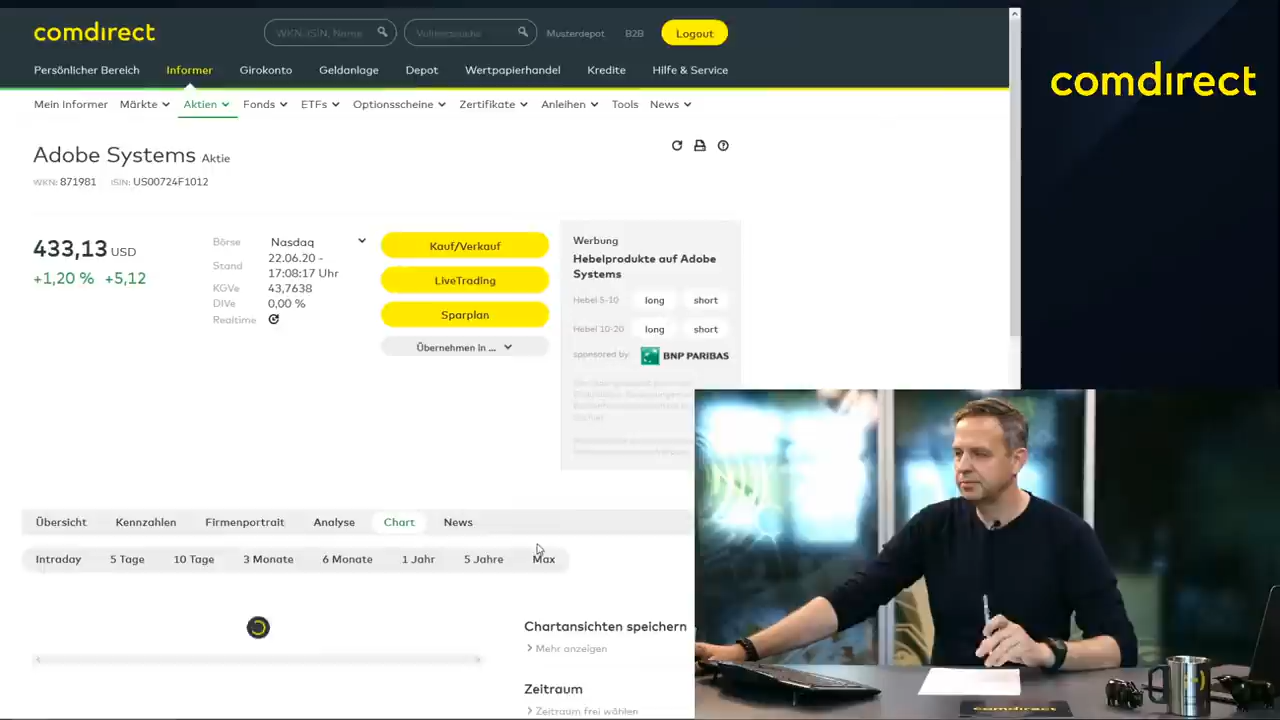 comdirect
WKN, ISIN, Name
Volltextsuche
Musterdepot
B2B
Logout
Persönlicher Bereich
Informer
Girokonto
Geldanlage
Depot
Wertpapierhandel
Kredite
Hilfe & Service
comdirect
Mein Informer
Märkte
Aktien
Fonds
ETFs
Optionsscheine
Zertifikate
Anleihen
Tools
News
Adobe Systems Aktie
WKN: 871981 ISIN: US00724F1012
433,13 USD
+1,20 % +5,12
Börse Nasdaq
Stand 22.06.20 -
17:08:17 Uhr
KGVe 43,7638
DIVe 0,00 %
Realtime
Kauf/Verkauf
LiveTrading
Sparplan
Übernehmen in ...
Werbung
Hebelprodukte auf Adobe
Systems
Hebel 5-10 long short
Hebel 10-20 long short
sponsored by BNP PARIBAS
Übersicht
Kennzahlen
Firmenportrait
Analyse
Chart
News
Intraday
5 Tage
10 Tage
3 Monate
6 Monate
1 Jahr
5 Jahre
Max
Chartansichten speichern
Mehr anzeigen
Zeitraum
Zeitraum frei wählen
comdirect